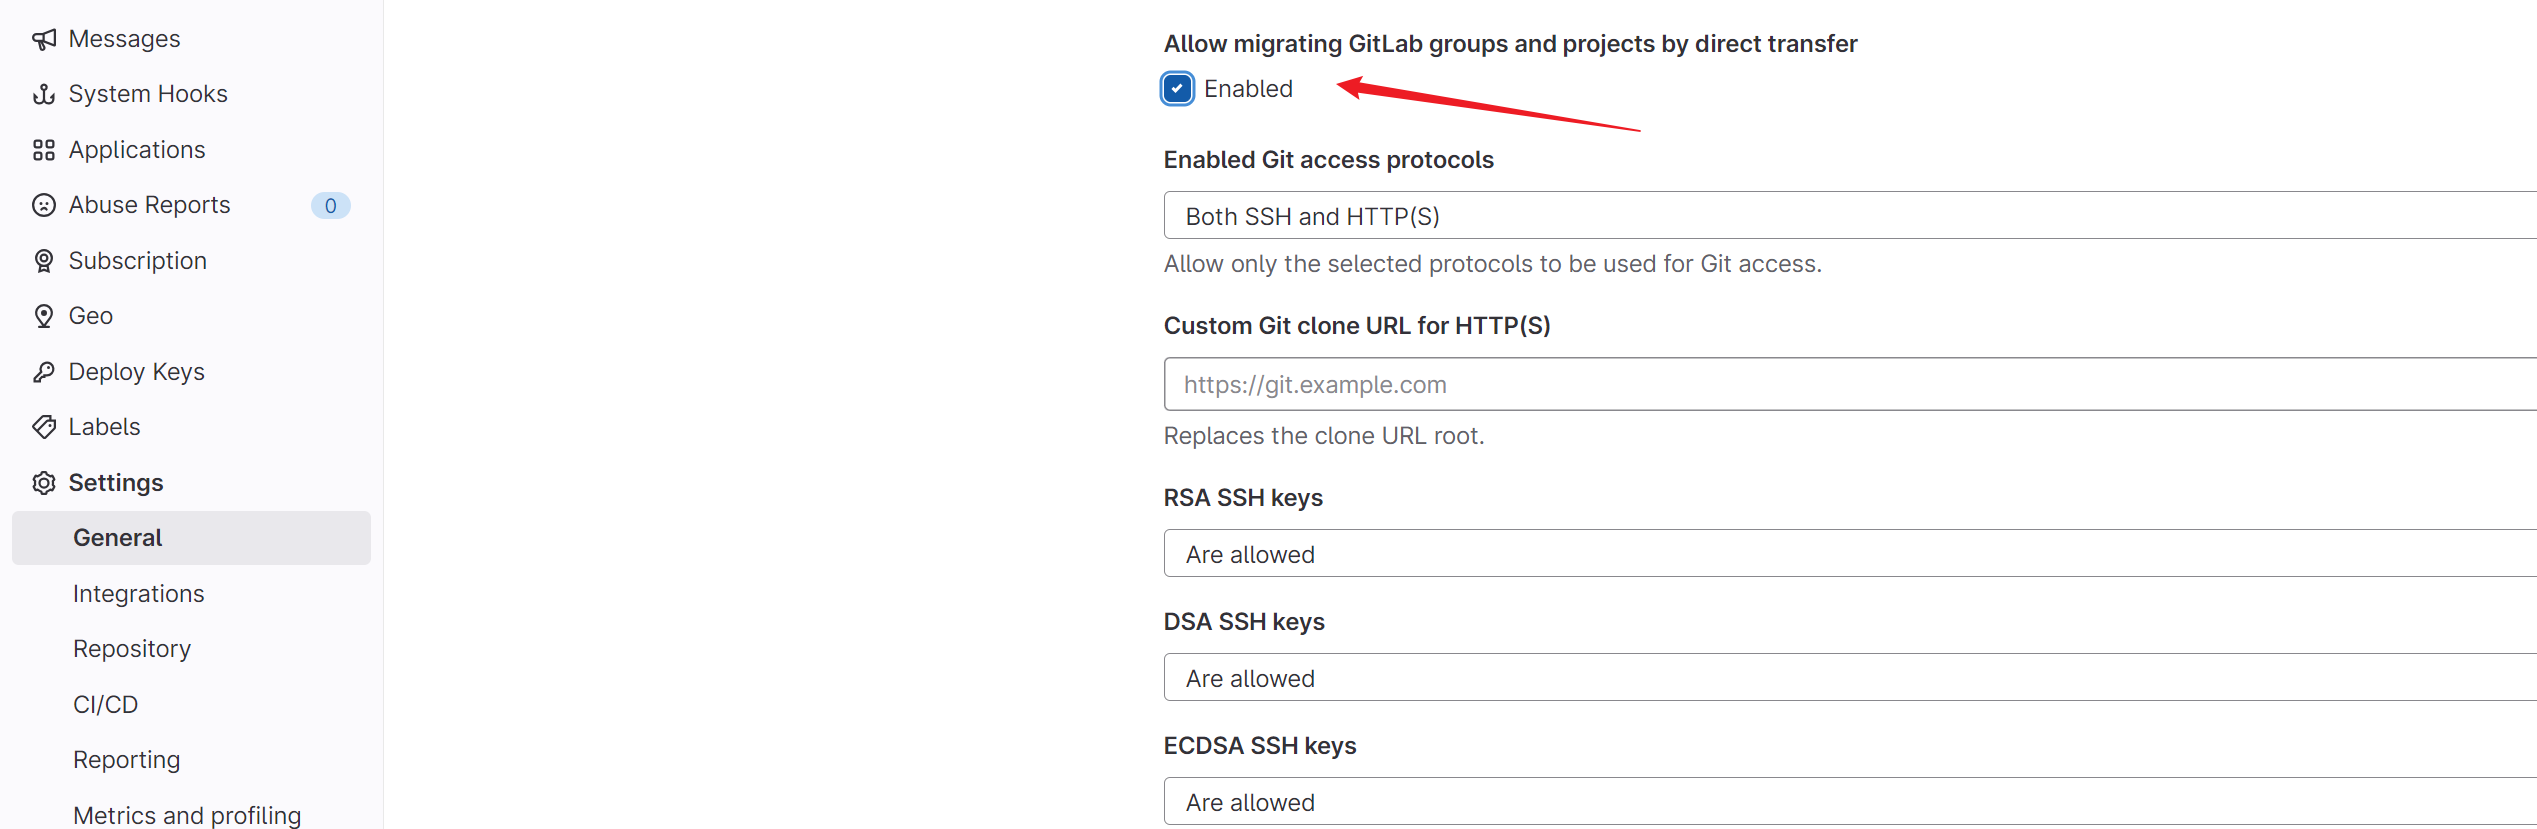 Messages
System Hooks
Applications
Abuse Reports 0
Subscription
Geo
Deploy Keys
Labels
Settings
General
Integrations
Repository
CI/CD
Reporting
Metrics and profiling
Allow migrating GitLab groups and projects by direct transfer
Enabled
Enabled Git access protocols
Both SSH and HTTP(S)
Allow only the selected protocols to be used for Git access.
Custom Git clone URL for HTTP(S)
https://git.example.com
Replaces the clone URL root.
RSA SSH keys
Are allowed
DSA SSH keys
Are allowed
ECDSA SSH keys
Are allowed